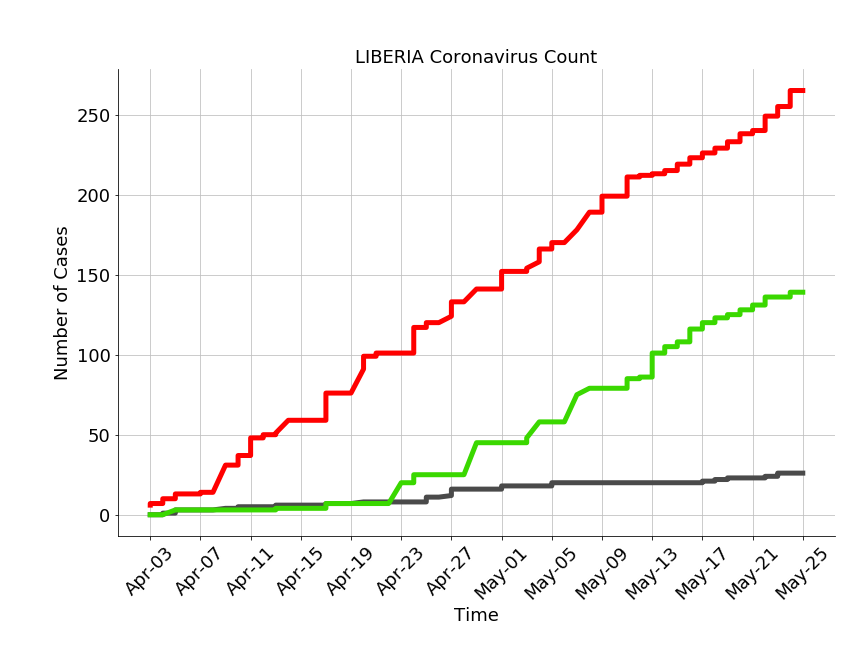 LIBERIA Coronavirus Count
Number of Cases
250
200
150
100
50
0
Apr-03
Apr-07
Apr-11
Apr-15
Apr-19
Apr-23
Apr-27
May-01
May-05
May-09
May-13
May-17
May-21
May-25
Time